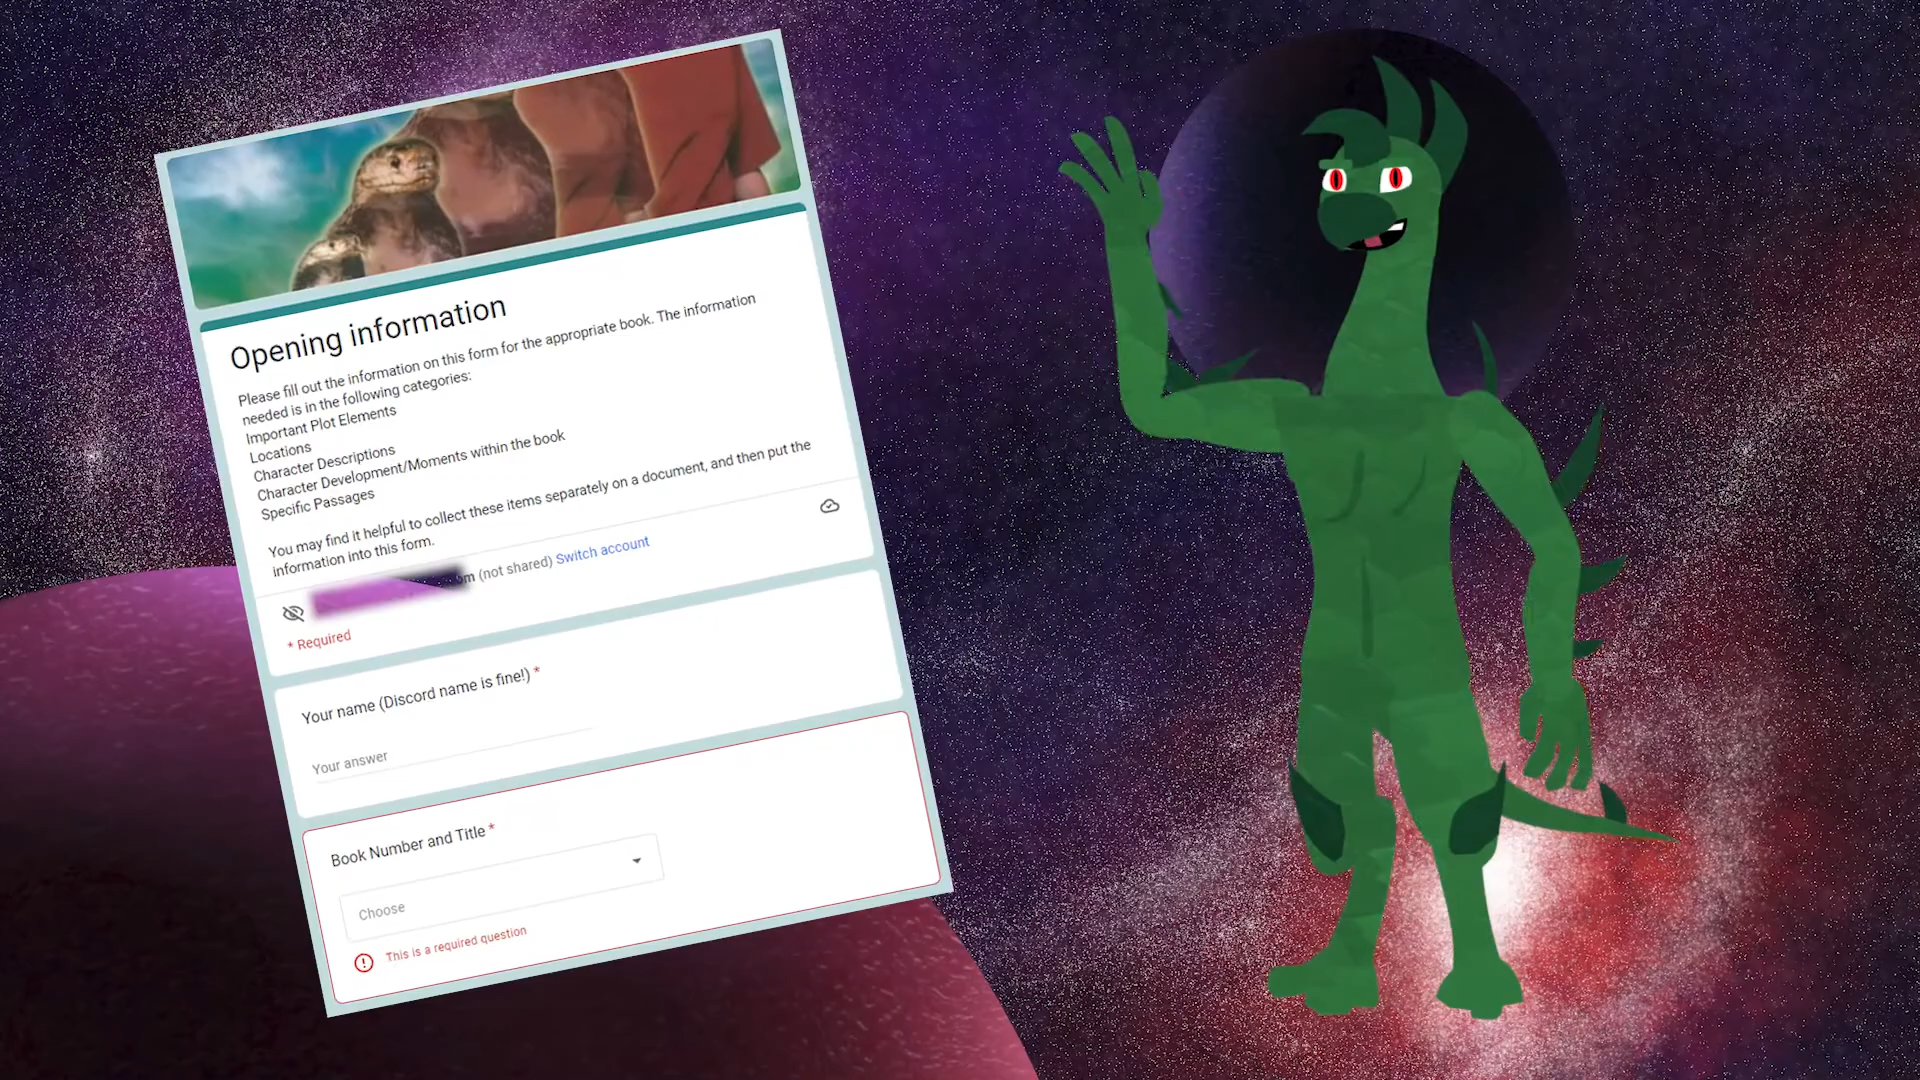 Opening information
Please fill out the information on this form for the appropriate book. The information
needed is in the following categories:
Important Plot Elements
Locations
Character Descriptions
Character Development/Moments within the book
Specific Passages
You may find it helpful to collect these items separately on a document, and then put the
information into this form.
(not shared) Switch account
* Required
Your name (Discord name is fine!) *
Your answer
Book Number and Title *
Choose
This is a required question